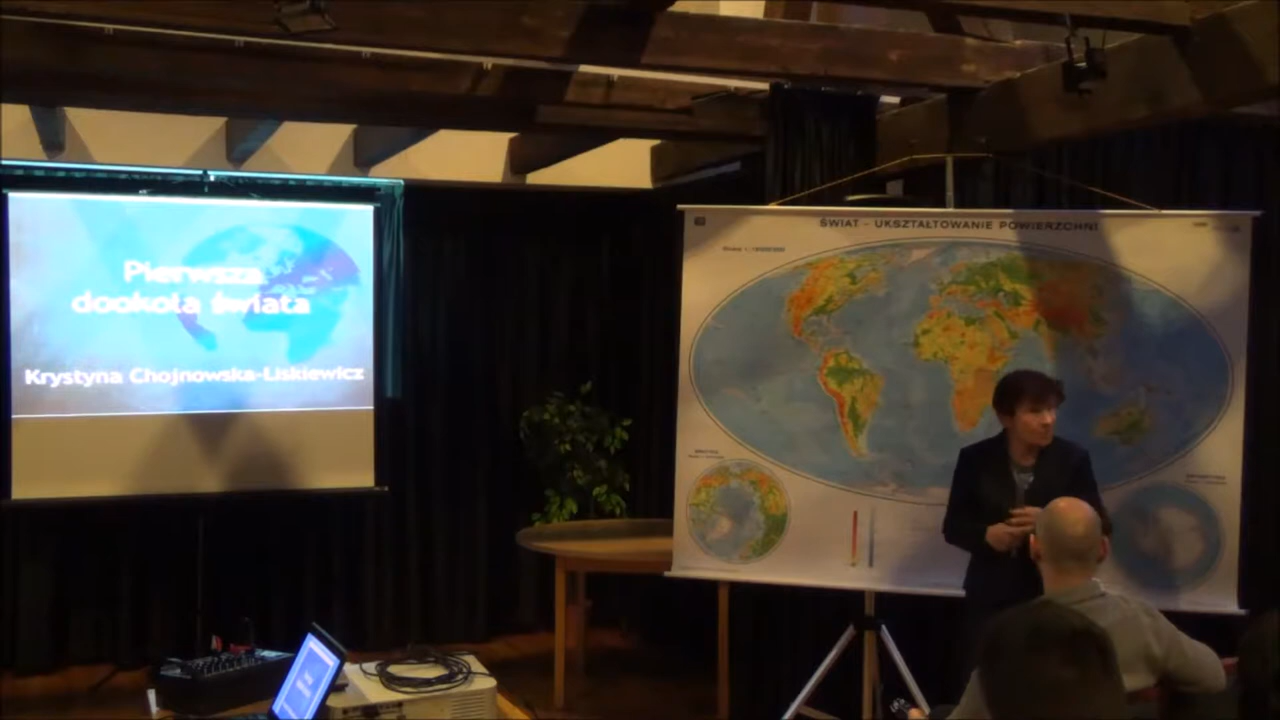 Pierwsza
dookoła świata
Krystyna Chojnowska-Liskiewicz
ŚWIAT - UKSZTAŁTOWANIE POWIERZCHNI